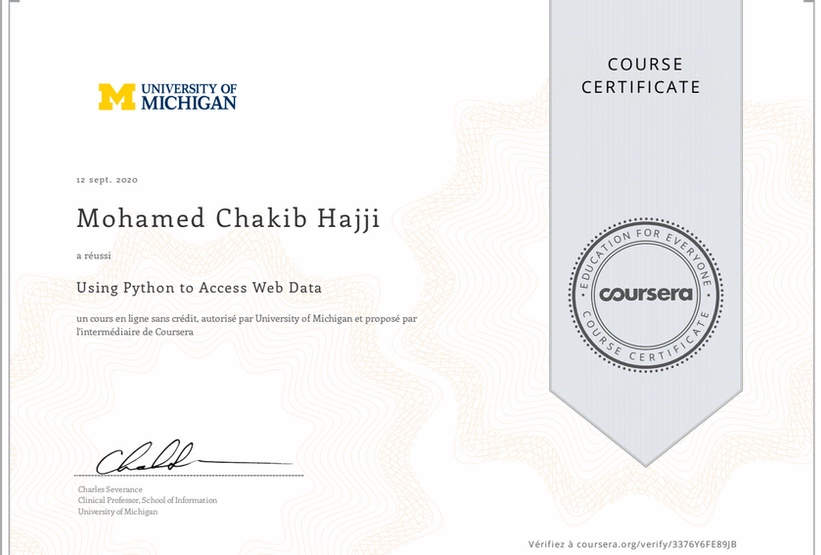 COURSE
CERTIFICATE
UNIVERSITY OF
MICHIGAN
12 sept. 2020
Mohamed Chakib Hajji
a réussi
Using Python to Access Web Data
un cours en ligne sans crédit, autorisé par University of Michigan et proposé par
l'intermédiaire de Coursera
EDUCATION FOR EVERYONE
coursera
COURSE CERTIFICATE
Charles Severance
Clinical Professor, School of Information
University of Michigan
Vérifiez à coursera.org/verify/3376Y6FE89JB